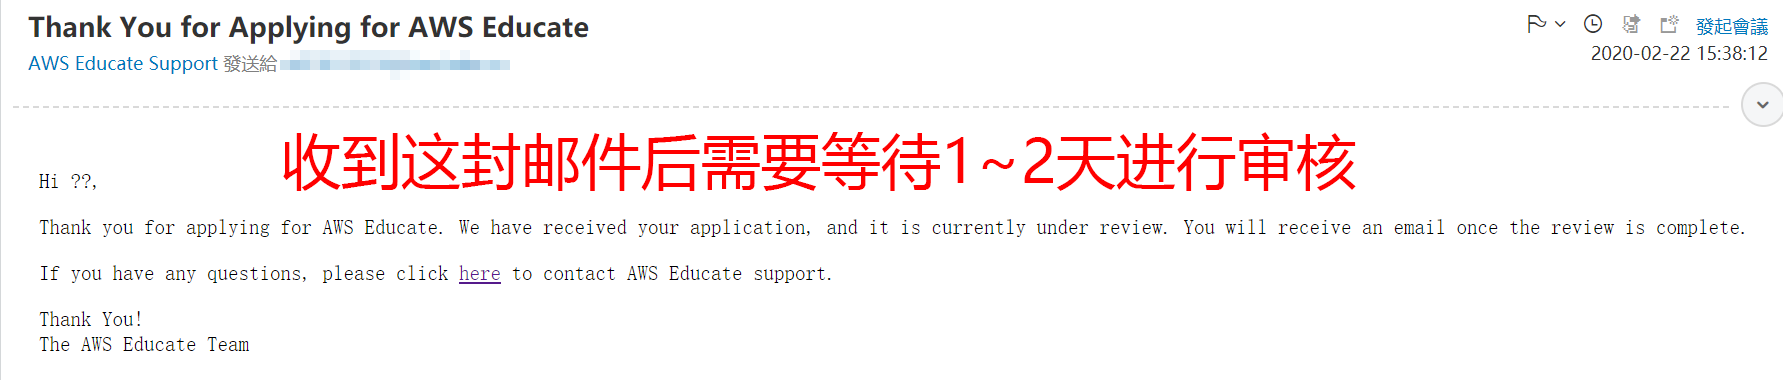 Thank You for Applying for AWS Educate
發起會議
AWS Educate Support 發送給
2020-02-22 15:38:12
收到这封邮件后需要等待1~2天进行审核
Hi ??,
Thank you for applying for AWS Educate. We have received your application, and it is currently under review. You will receive an email once the review is complete.
If you have any questions, please click here to contact AWS Educate support.
Thank You!
The AWS Educate Team